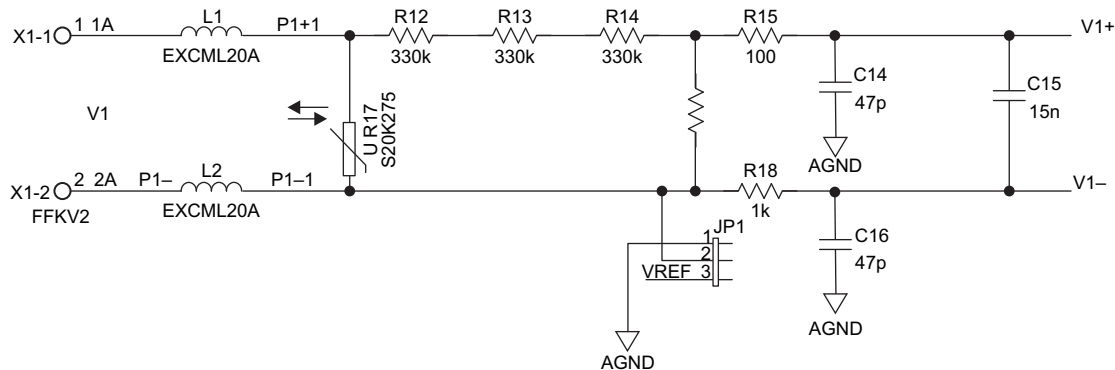 L1
R12
R13
R14
R15
V1+
X1-1
1 1A
P1+1
EXCML20A
330k
330k
330k
100
C14
47p
C15
15n
V1
U R17
S20K275
AGND
L2
R18
X1-2
2 2A
P1–
P1–1
V1–
FFKV2
EXCML20A
1k
JP1
1
2
VREF 3
C16
47p
AGND
AGND